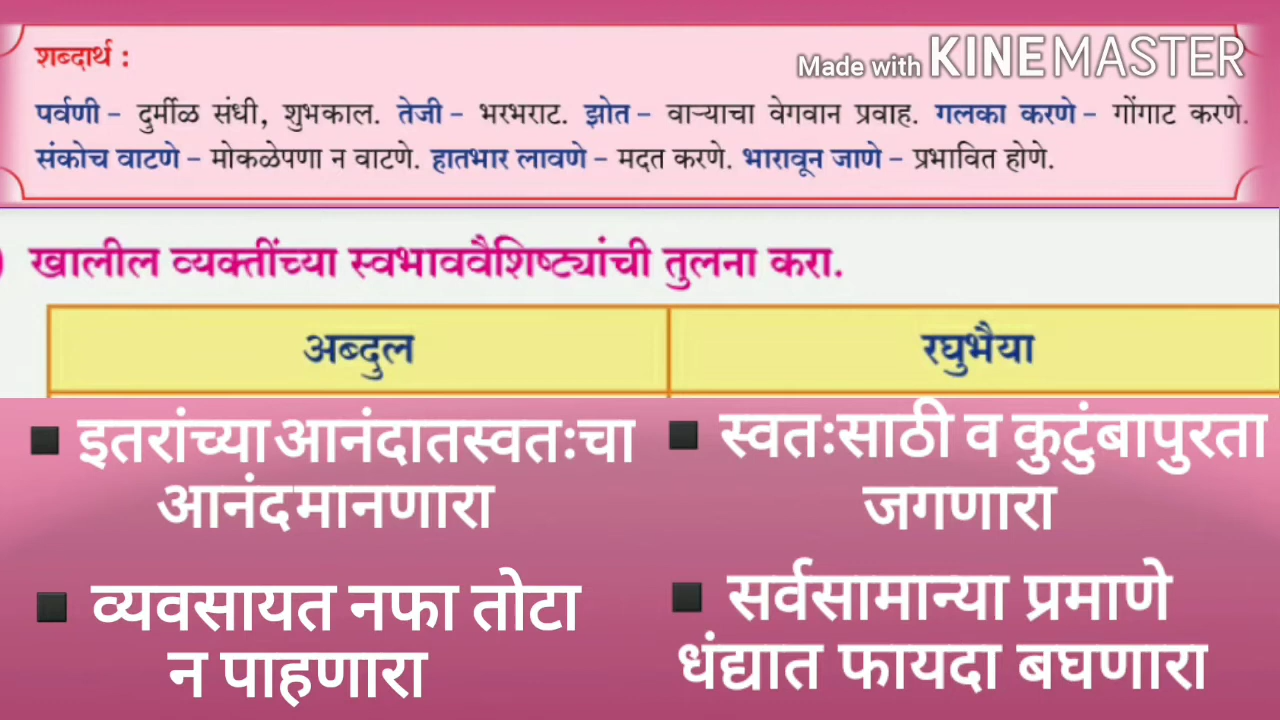 शब्दार्थ :
Made with KINEMASTER
पर्वणी – दुर्मीळ संधी, शुभकाल. तेजी – भरभराट. झोत – वाऱ्याचा वेगवान प्रवाह. गलका करणे – गोंगाट करणे.
संकोच वाटणे – मोकळेपणा न वाटणे. हातभार लावणे – मदत करणे. भारावून जाणे – प्रभावित होणे.
खालील व्यक्तींच्या स्वभाववैशिष्ट्यांची तुलना करा.
अब्दुल
रघुभैया
इतरांच्या आनंदात स्वतःचा
आनंद मानणारा
स्वतःसाठी व कुटुंबापुरता
जगणारा
व्यवसायत नफा तोटा
न पाहणारा
सर्वसामान्या प्रमाणे
धंद्यात फायदा बघणारा